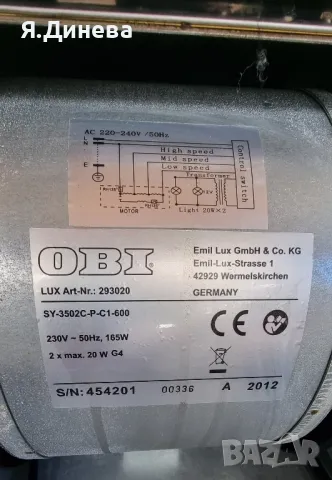 Я.Динева
AC 220-240V /50Hz
L
N
E
High speed
Mid speed
Low speed
Control switch
Transformer
12V
MOTOR
Light 20W×2
OBI
Emil Lux GmbH & Co. KG
Emil-Lux-Strasse 1
42929 Wermelskirchen
GERMANY
LUX Art-Nr.: 293020
SY-3502C-P-C1-600
230V ~ 50Hz, 165W
2 x max. 20 W G4
CE
S/N: 454201 00336 A 2012
BAZAR
bg